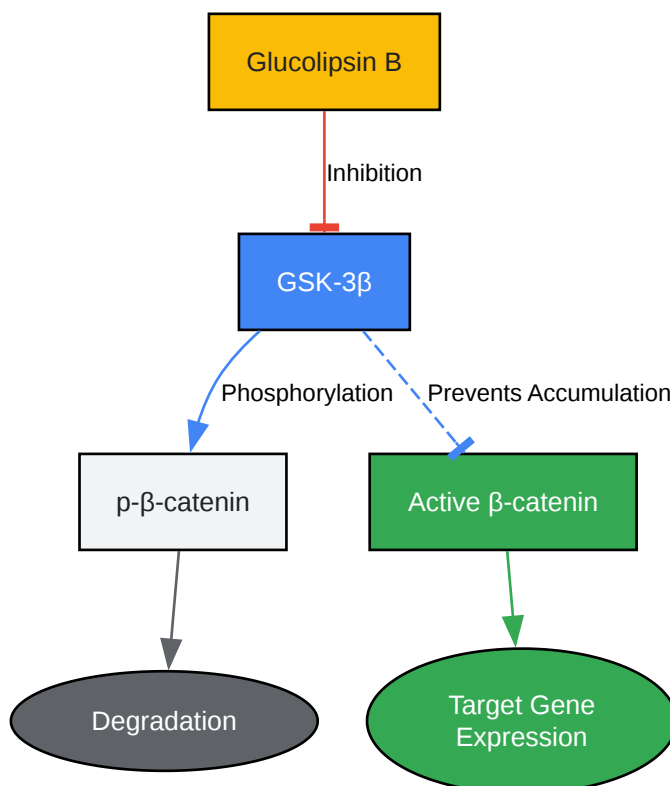 Glucolipsin B
Inhibition
GSK-3β
Phosphorylation
Prevents Accumulation
p-β-catenin
Active β-catenin
Degradation
Target Gene
Expression